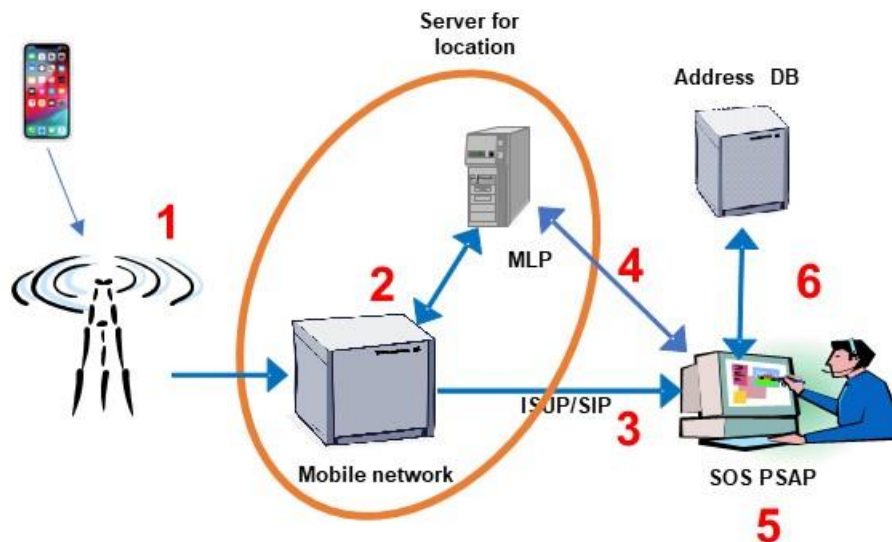 Server for
location
Address DB
1
MLP
4
2
6
ISUP/SIP
3
Mobile network
SOS PSAP
5